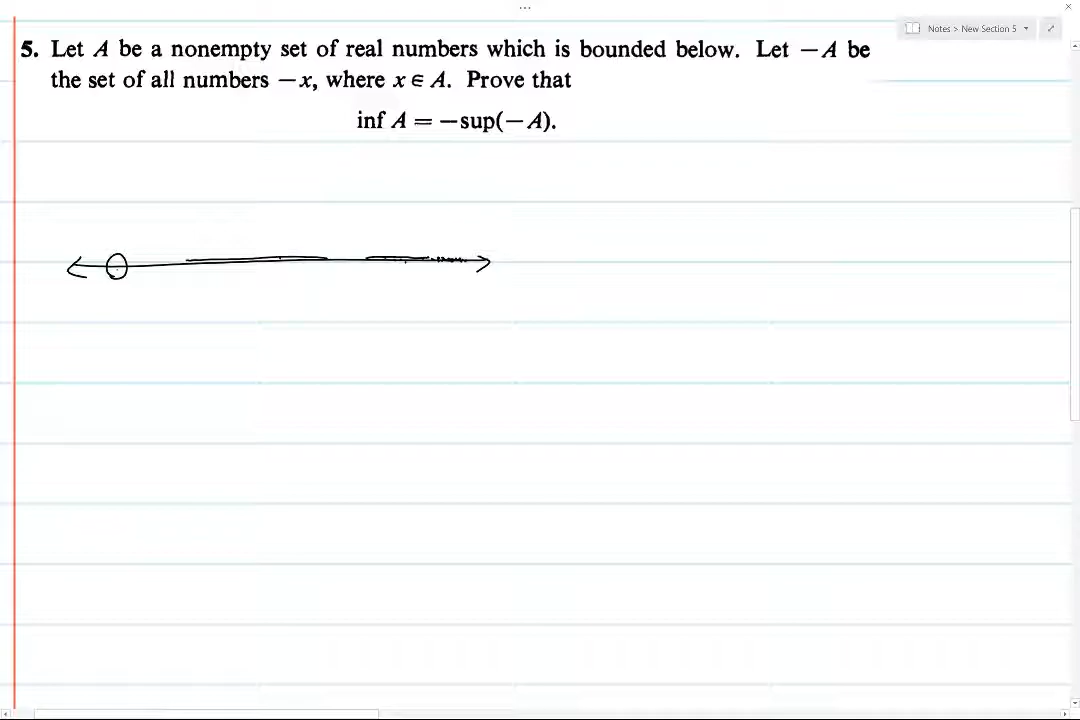 ...
Notes > New Section 5
5. Let A be a nonempty set of real numbers which is bounded below. Let −A be
the set of all numbers −x, where x ∈ A. Prove that
inf A = −sup(−A).